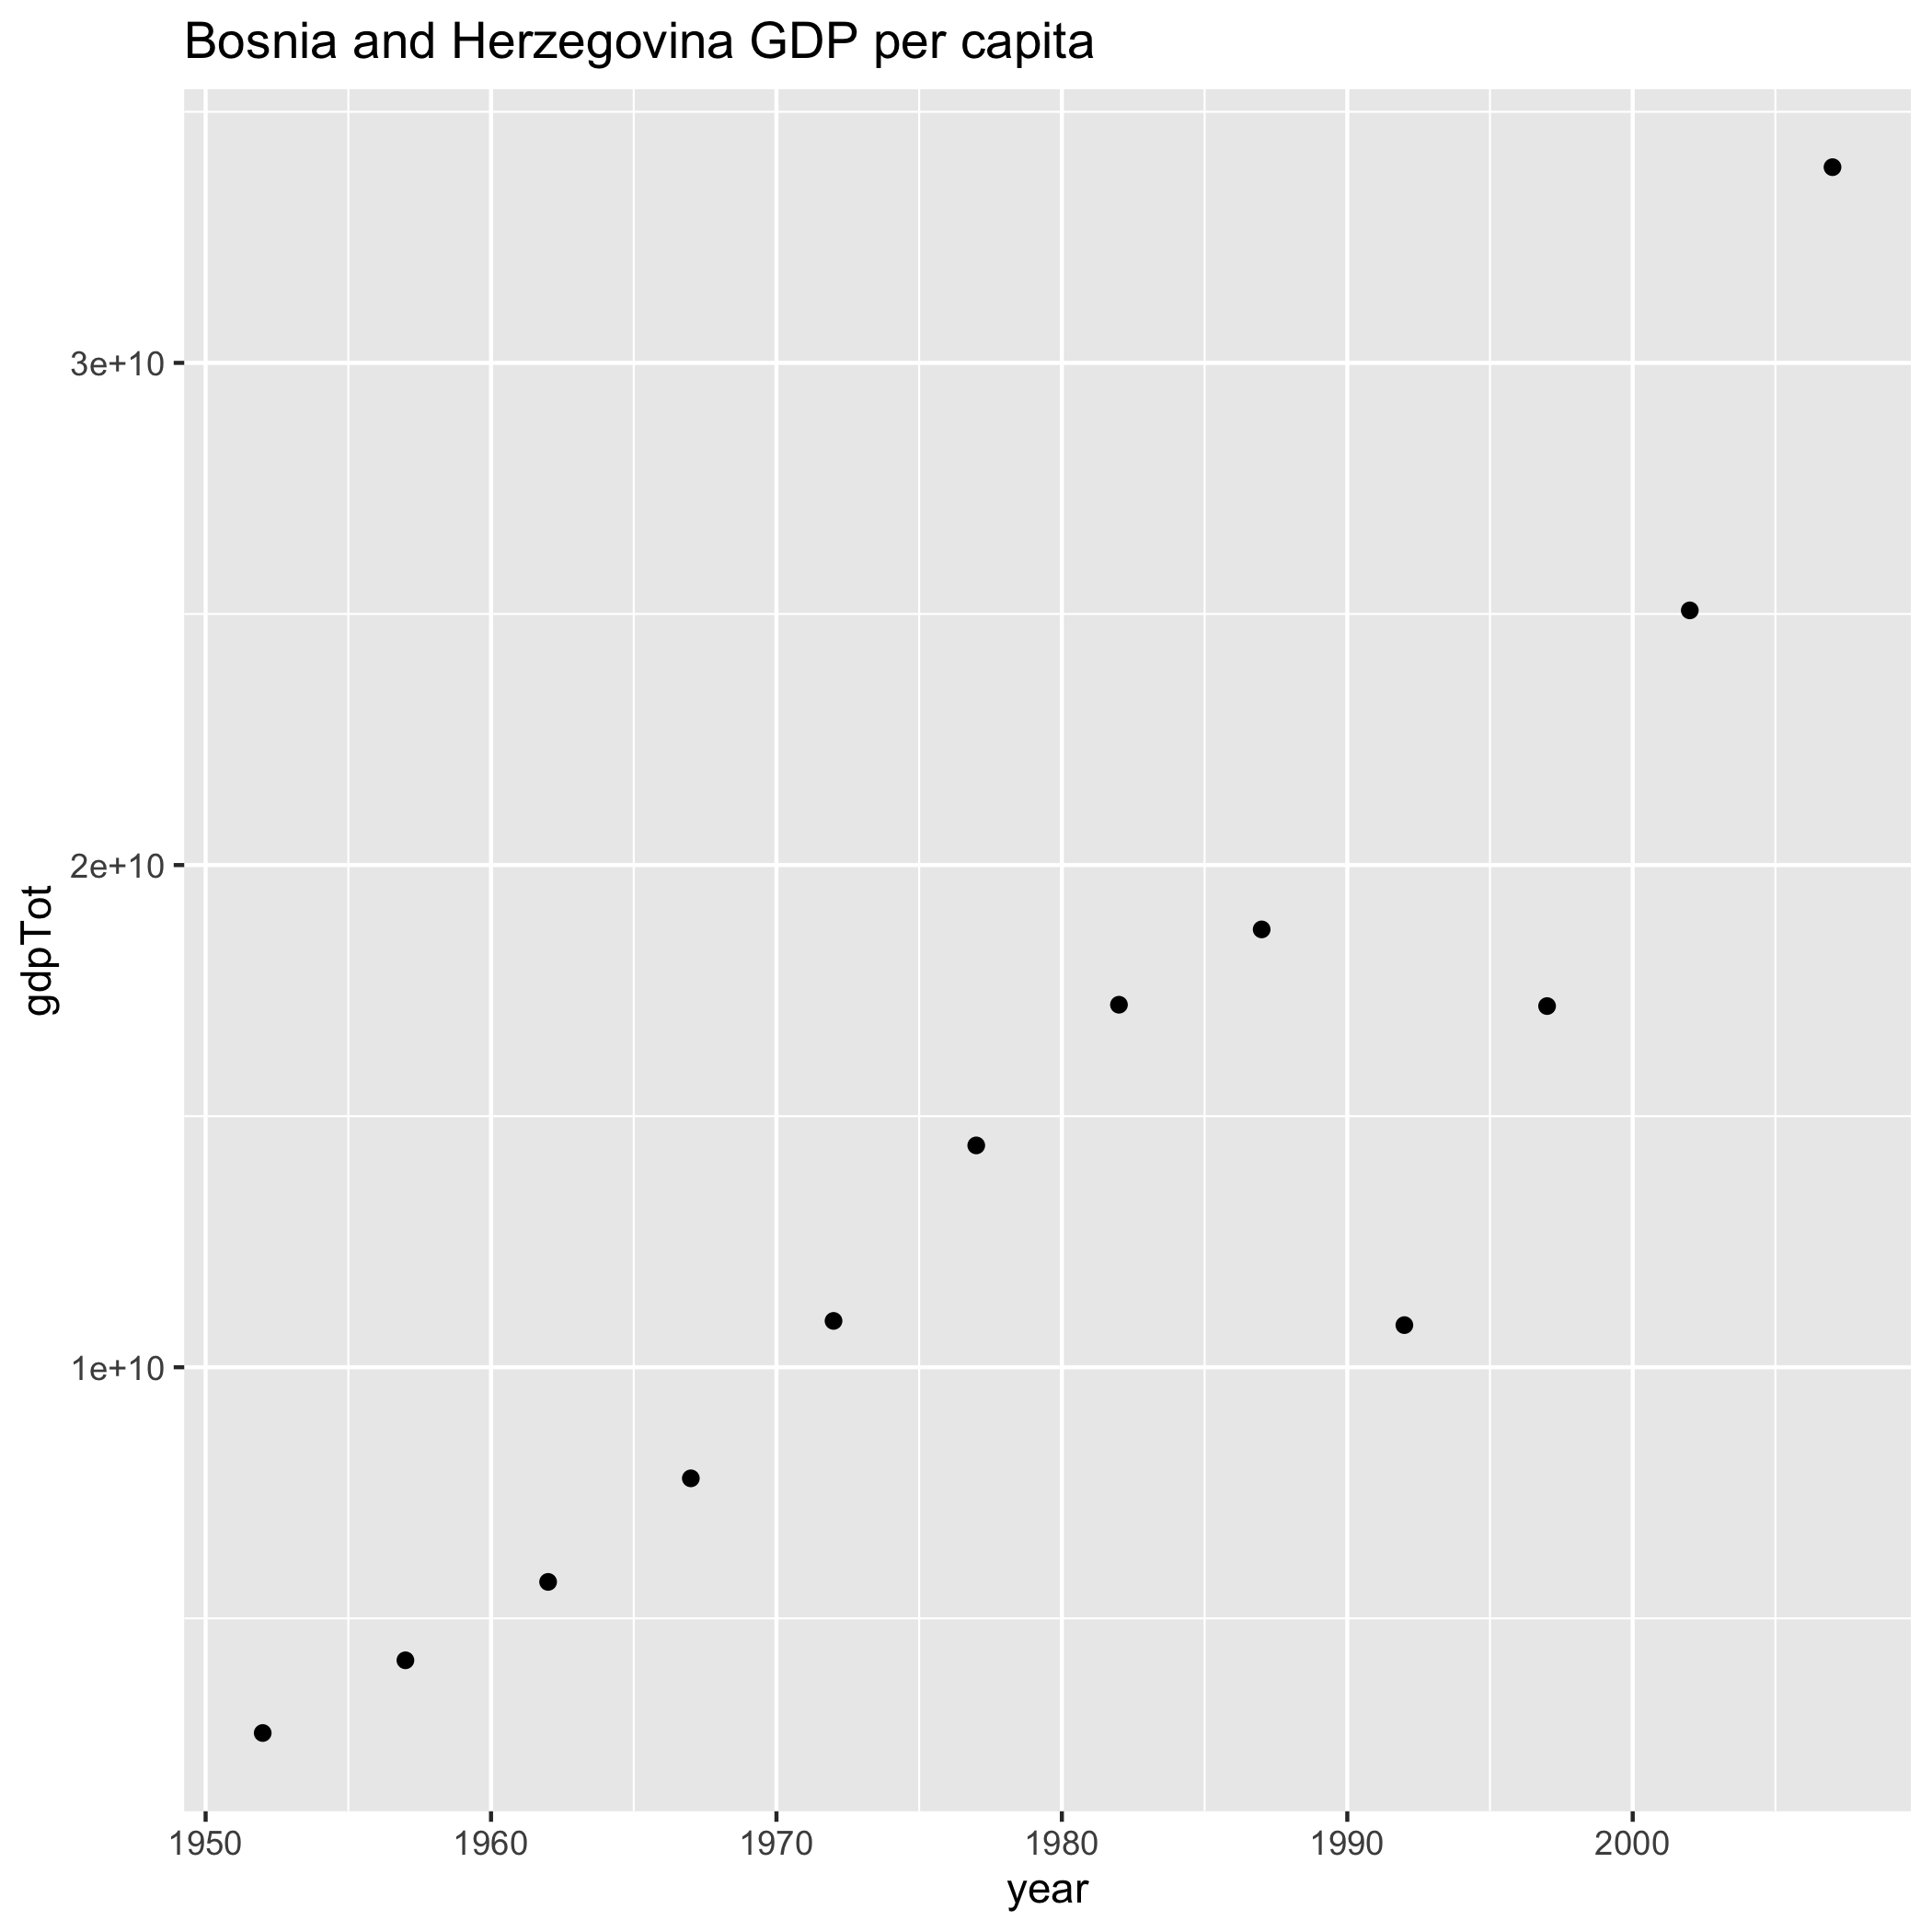 Bosnia and Herzegovina GDP per capita
3e+10
2e+10
1e+10
gdpTot
1950 1960 1970 1980 1990 2000
year